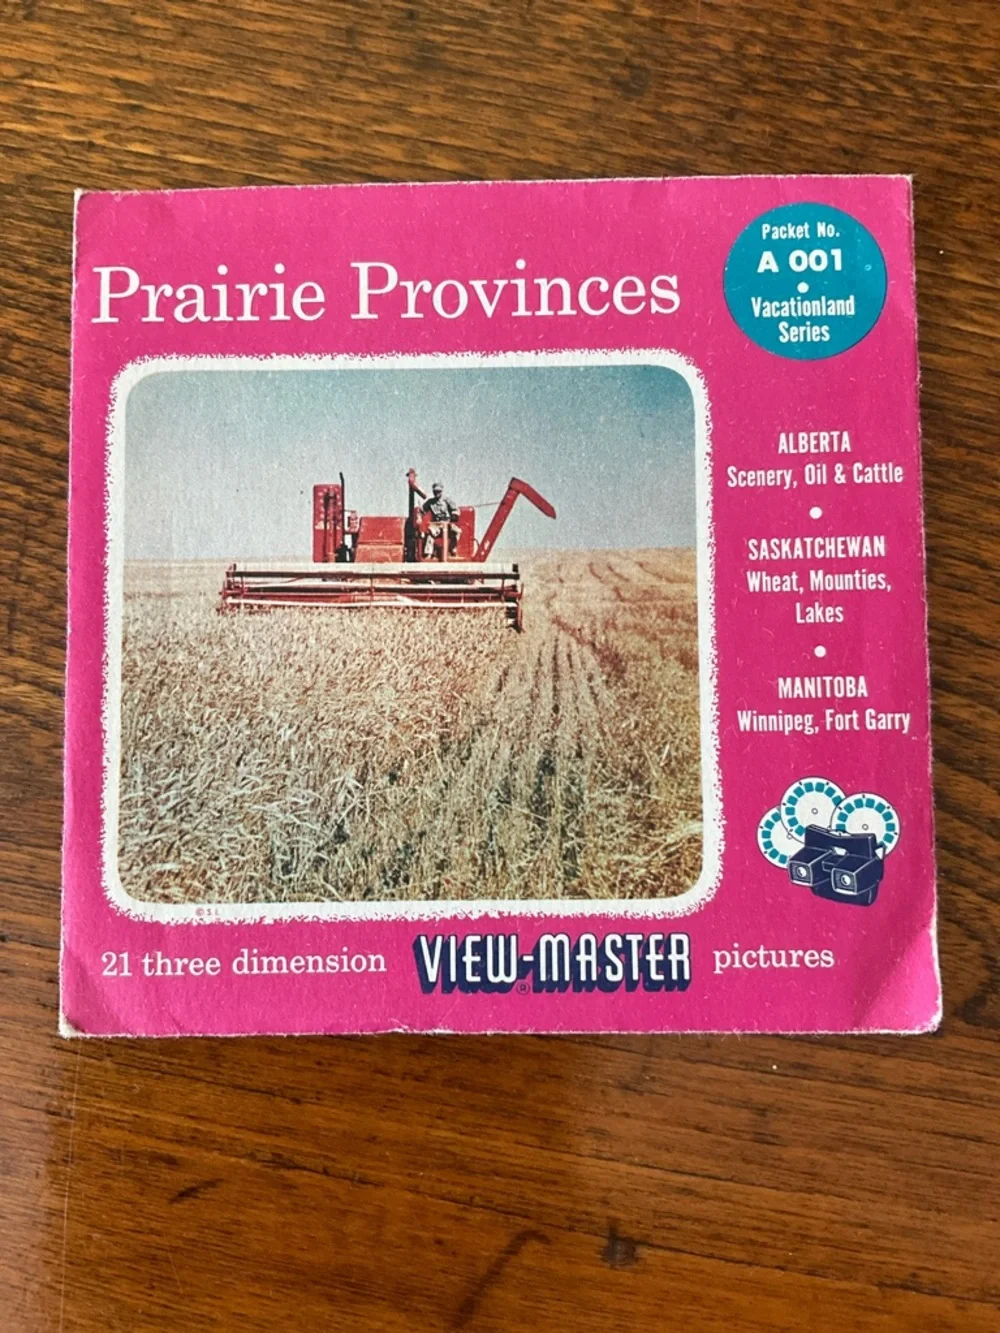 Packet No.
A 001
•
Vacationland
Series
Prairie Provinces
ALBERTA
Scenery, Oil & Cattle
•
SASKATCHEWAN
Wheat, Mounties,
Lakes
•
MANITOBA
Winnipeg, Fort Garry
© S.I.
21 three dimension VIEW-MASTER ® pictures